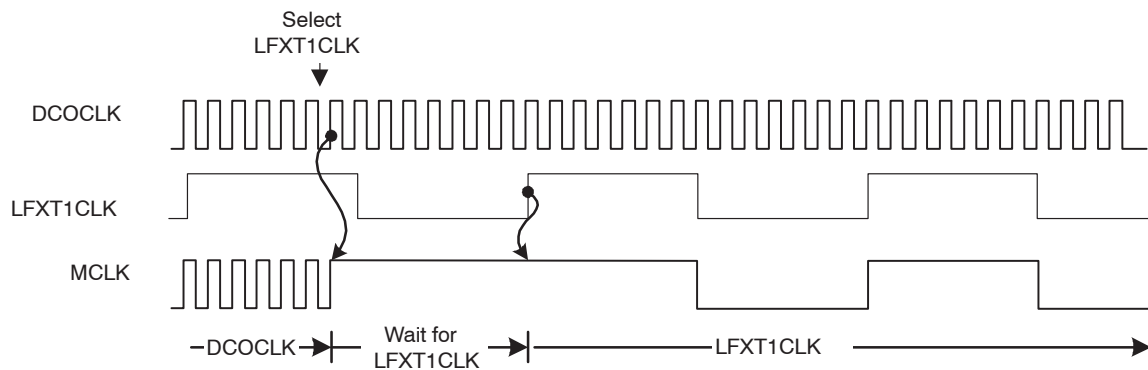 Select
LFXT1CLK
DCOCLK
LFXT1CLK
MCLK
DCOCLK
Wait for
LFXT1CLK
LFXT1CLK